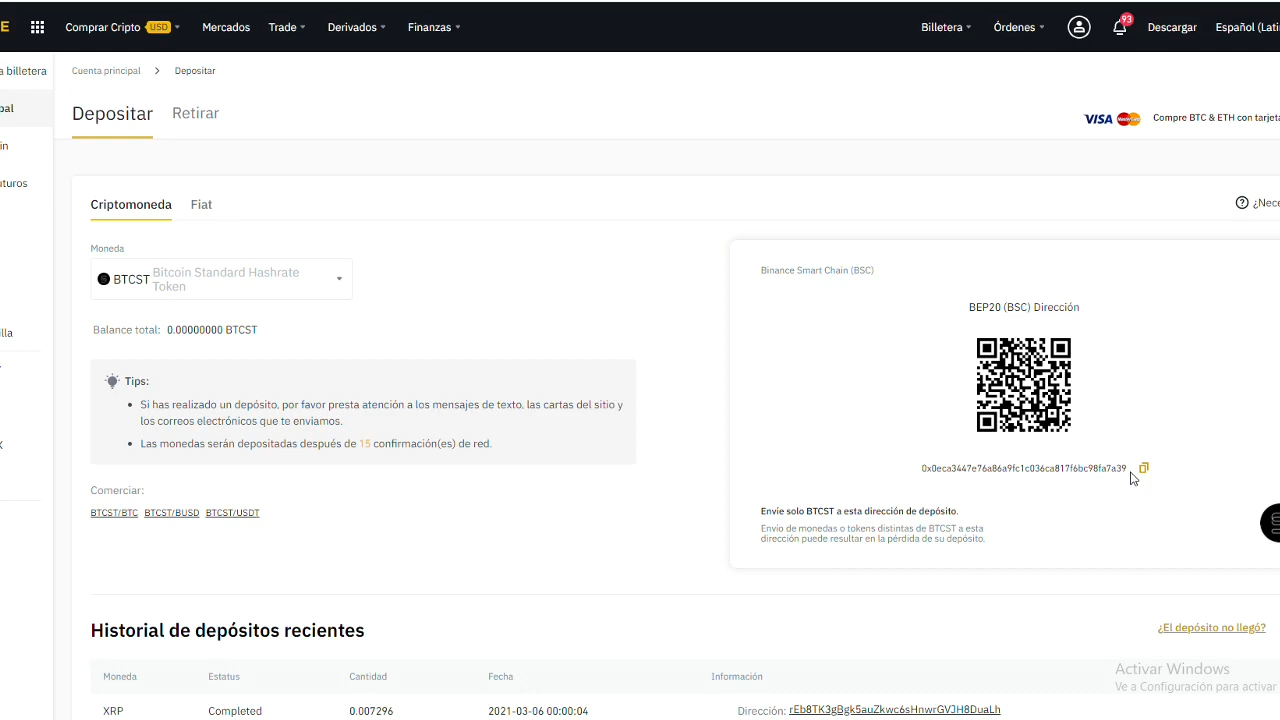 E Comprar Cripto USD Mercados Trade Derivados Finanzas Billetera Órdenes 93 Descargar Español (Lati
a billetera
pal
in
uturos
illa
X
Cuenta principal > Depositar
Depositar Retirar
VISA MasterCard Compre BTC & ETH con tarjeta
Criptomoneda Fiat
¿Nece
Moneda
BTCST Bitcoin Standard Hashrate
Token
Balance total: 0.00000000 BTCST
Tips:
Si has realizado un depósito, por favor presta atención a los mensajes de texto, las cartas del sitio y
los correos electrónicos que te enviamos.
Las monedas serán depositadas después de 15 confirmación(es) de red.
Comerciar:
BTCST/BTC BTCST/BUSD BTCST/USDT
Binance Smart Chain (BSC)
BEP20 (BSC) Dirección
0x0eca3447e76a86a9fc1c036ca817f6bc98fa7a39
Envíe solo BTCST a esta dirección de depósito.
Envío de monedas o tokens distintas de BTCST a esta
dirección puede resultar en la pérdida de su depósito.
Historial de depósitos recientes
¿El depósito no llegó?
Moneda Estatus Cantidad Fecha Información
XRP Completed 0.007296 2021-03-06 00:00:04 Dirección: rEb8TK3gBgk5auZkwc6sHnwrGVJH8DuaLh
Activar Windows
Ve a Configuración para activar